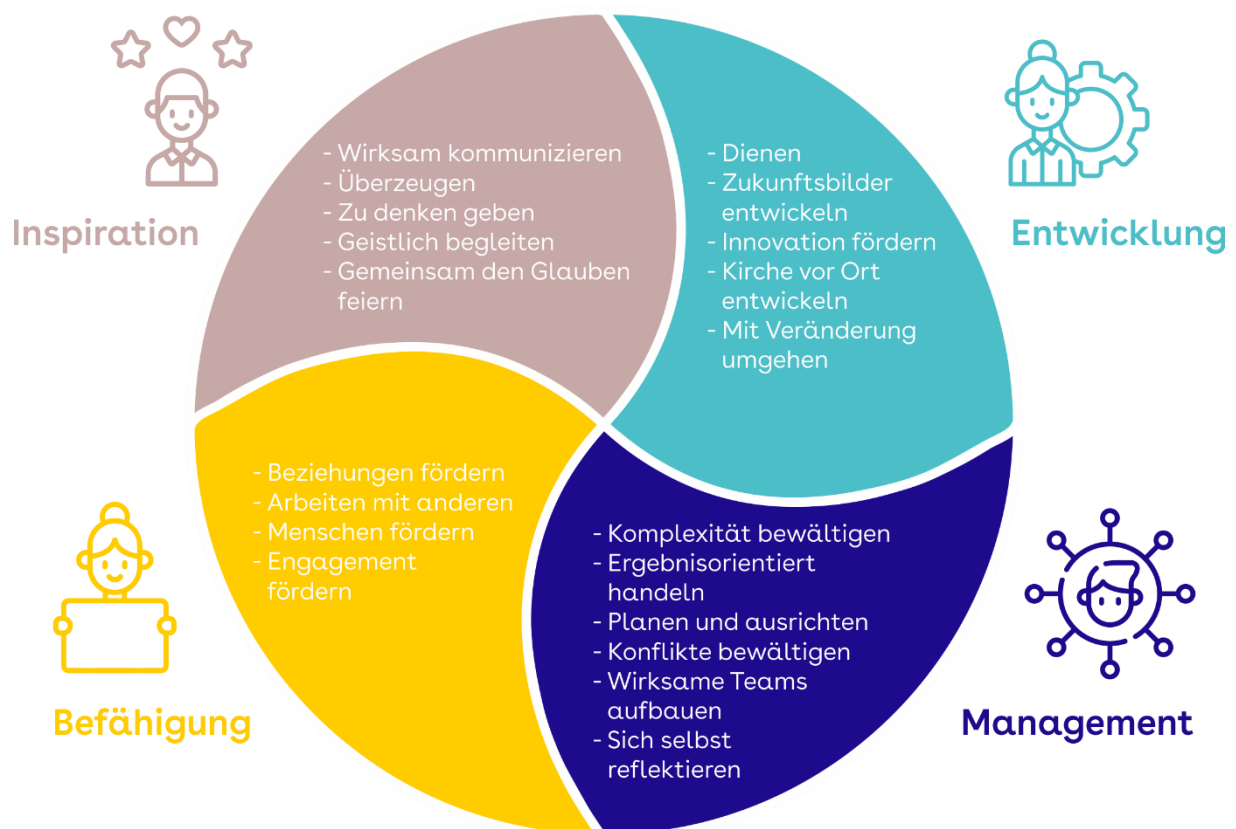 Inspiration
- Wirksam kommunizieren
- Überzeugen
- Zu denken geben
- Geistlich begleiten
- Gemeinsam den Glauben
feiern
- Dienen
- Zukunftsbilder
entwickeln
- Innovation fördern
- Kirche vor Ort
entwickeln
- Mit Veränderung
umgehen
Entwicklung
- Beziehungen fördern
- Arbeiten mit anderen
- Menschen fördern
- Engagement
fördern
Befähigung
- Komplexität bewältigen
- Ergebnisorientiert
handeln
- Planen und ausrichten
- Konflikte bewältigen
- Wirksame Teams
aufbauen
- Sich selbst
reflektieren
Management